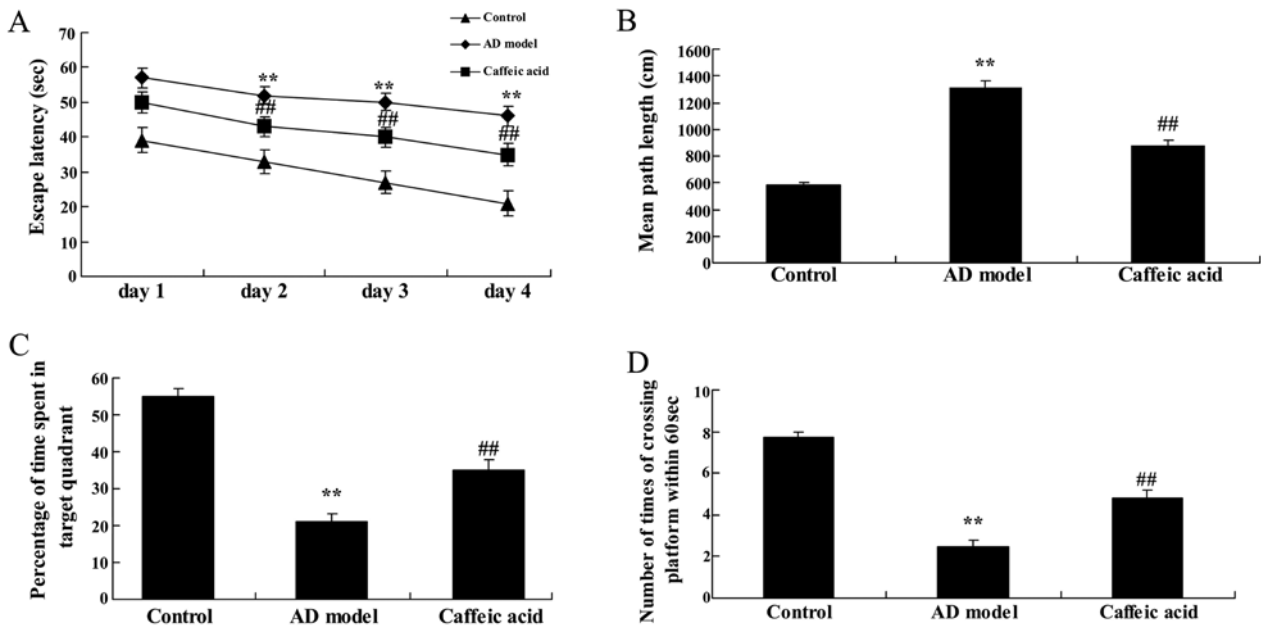 A
Escape latency (sec)
70
60
50
40
30
20
10
0
Control
AD model
Caffeic acid
**
**
**
##
##
##
day 1
day 2
day 3
day 4
B
Mean path length (cm)
1600
1400
1200
1000
800
600
400
200
0
**
##
Control
AD model
Caffeic acid
C
Percentage of time spent in
target quadrant
60
50
40
30
20
10
0
**
##
Control
AD model
Caffeic acid
D
Number of times of crossing
platform within 60sec
10
8
6
4
2
0
**
##
Control
AD model
Caffeic acid